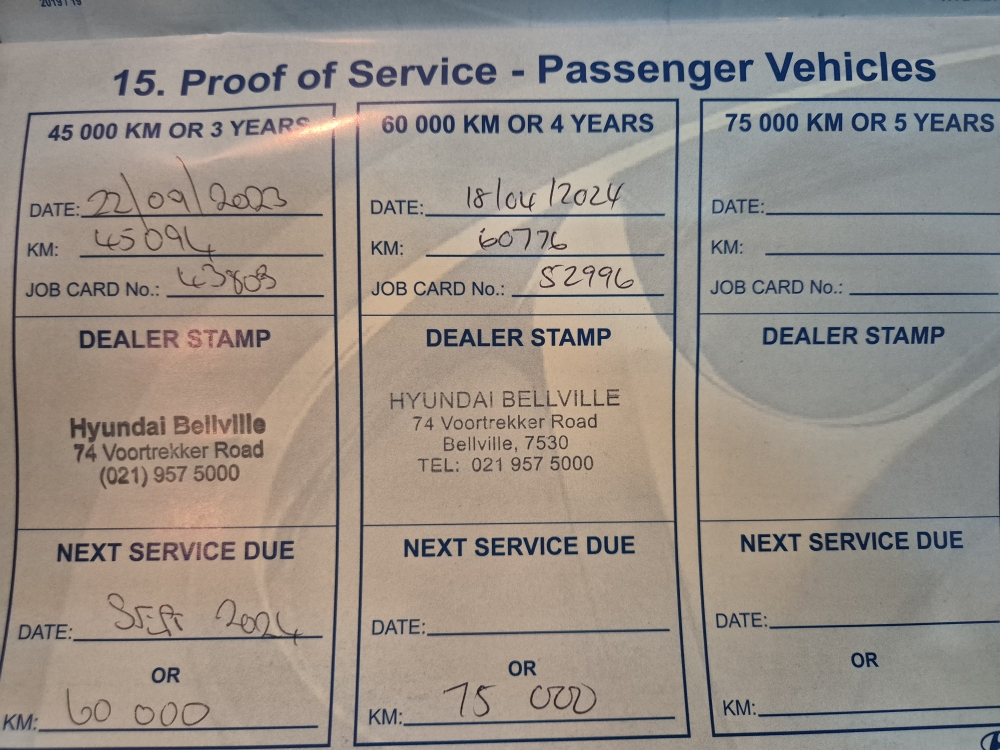 2019 / 19
15. Proof of Service - Passenger Vehicles
45 000 KM OR 3 YEARS
DATE: 22/09/2023
KM: 45094
JOB CARD No.: 43803
DEALER STAMP
Hyundai Bellville
74 Voortrekker Road
(021) 957 5000
NEXT SERVICE DUE
DATE: Sept 2024
OR
KM: 60 000
60 000 KM OR 4 YEARS
DATE: 18/04/2024
KM: 60776
JOB CARD No.: 52996
DEALER STAMP
HYUNDAI BELLVILLE
74 Voortrekker Road
Bellville, 7530
TEL: 021 957 5000
NEXT SERVICE DUE
DATE:
OR
KM: 75 000
75 000 KM OR 5 YEARS
DATE:
KM:
JOB CARD No.:
DEALER STAMP
NEXT SERVICE DUE
DATE:
OR
KM: